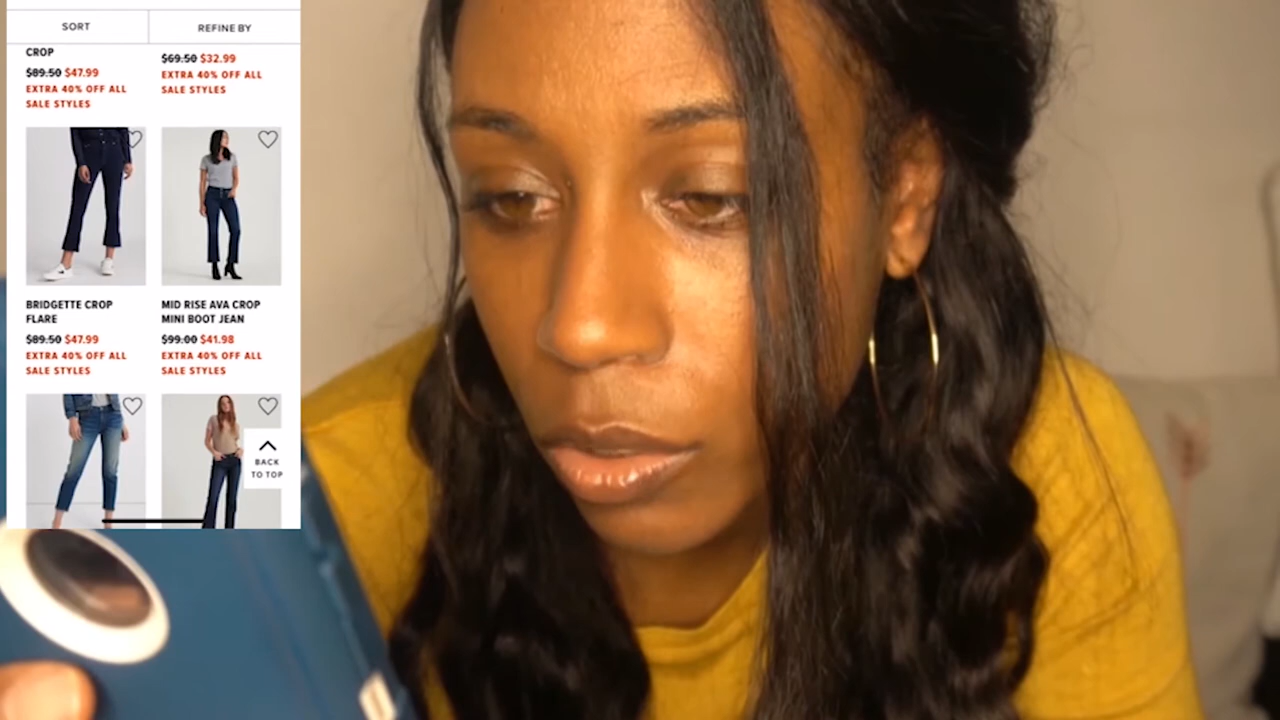 SORT
REFINE BY
CROP
$89.50 $47.99
EXTRA 40% OFF ALL
SALE STYLES
$69.50 $32.99
EXTRA 40% OFF ALL
SALE STYLES
BRIDGETTE CROP
FLARE
$89.50 $47.99
EXTRA 40% OFF ALL
SALE STYLES
MID RISE AVA CROP
MINI BOOT JEAN
$99.00 $41.98
EXTRA 40% OFF ALL
SALE STYLES
BACK
TO TOP